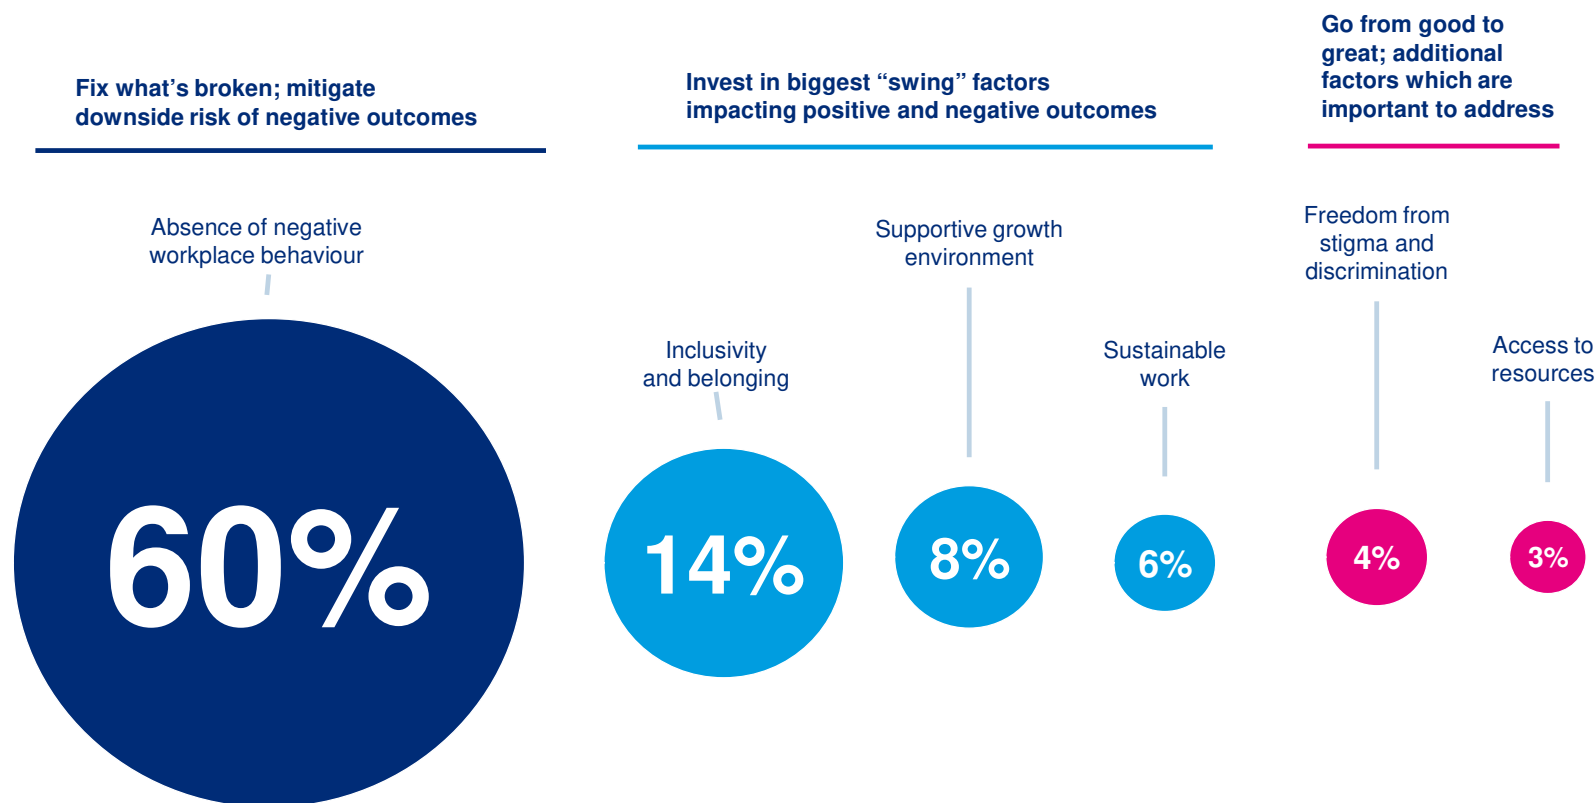 Fix what’s broken; mitigate
downside risk of negative outcomes
Invest in biggest “swing” factors
impacting positive and negative outcomes
Go from good to
great; additional
factors which are
important to address
Absence of negative
workplace behaviour
60%
Inclusivity
and belonging
14%
Supportive growth
environment
8%
Sustainable
work
6%
Freedom from
stigma and
discrimination
4%
Access to
resources
3%